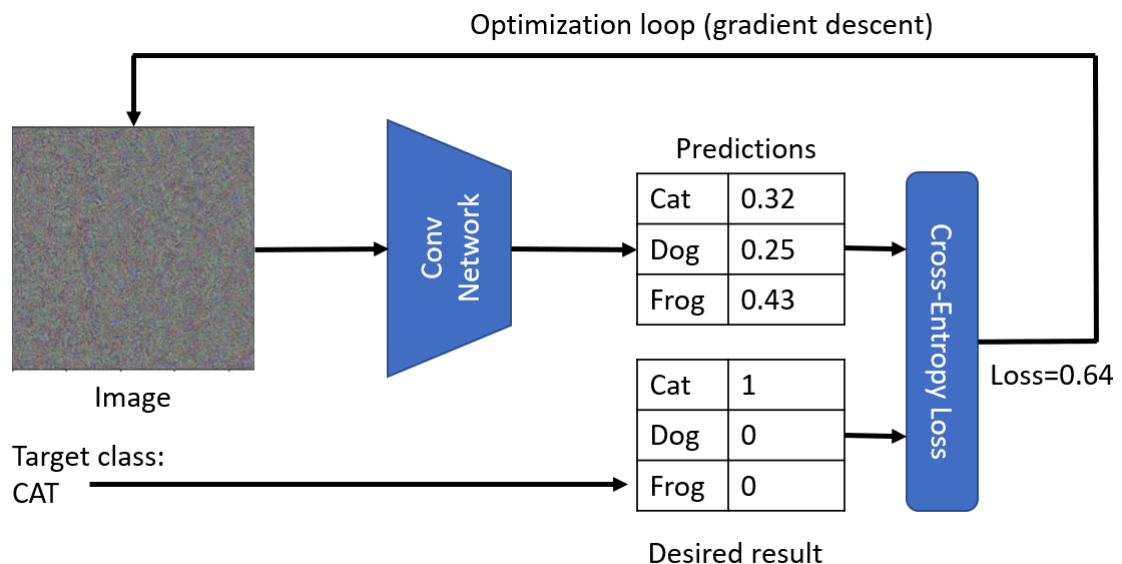 Optimization loop (gradient descent)
Image
Target class:
CAT
Conv
Network
Predictions
Cat 0.32
Dog 0.25
Frog 0.43
Cat 1
Dog 0
Frog 0
Desired result
Cross-Entropy Loss
Loss=0.64